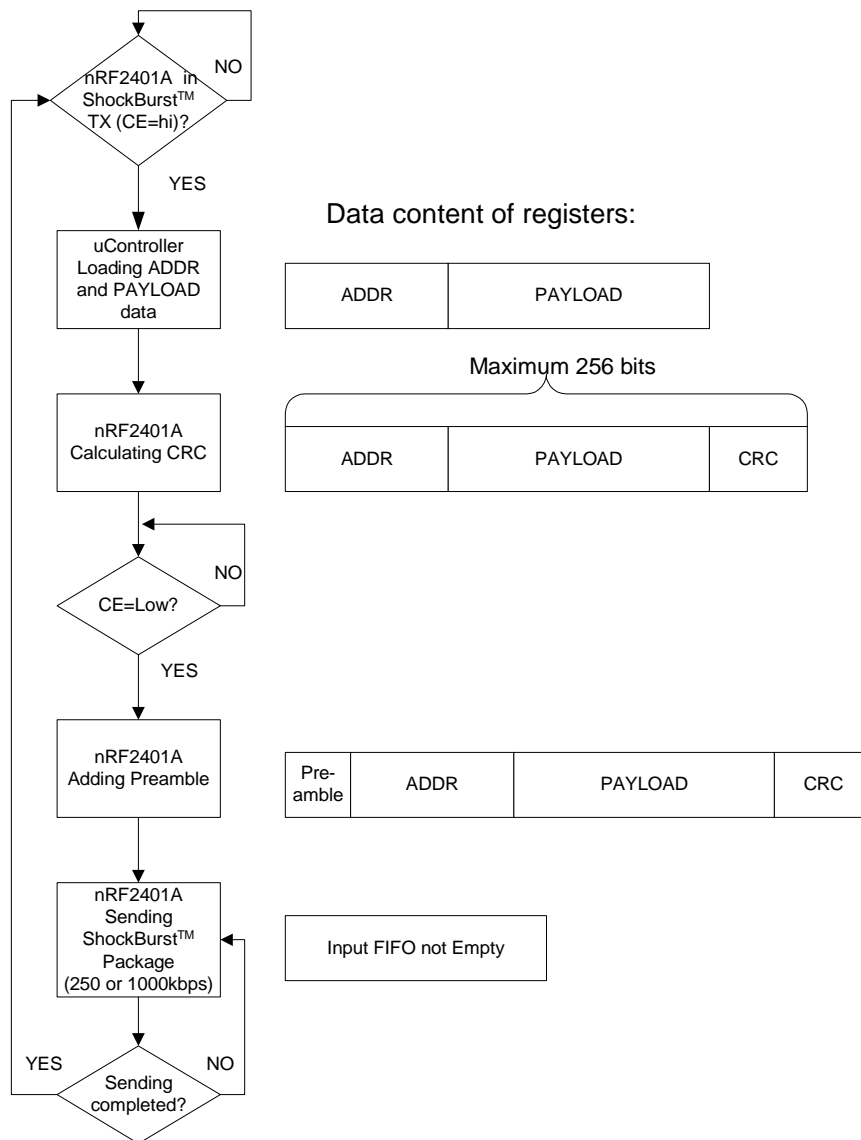 nRF2401A in
ShockBurst™
TX (CE=hi)?
NO
YES
Data content of registers:
uController
Loading ADDR
and PAYLOAD
data
ADDR
PAYLOAD
Maximum 256 bits
nRF2401A
Calculating CRC
ADDR
PAYLOAD
CRC
NO
CE=Low?
YES
nRF2401A
Adding Preamble
Pre-
amble
ADDR
PAYLOAD
CRC
nRF2401A
Sending
ShockBurst™
Package
(250 or 1000kbps)
Input FIFO not Empty
YES
NO
Sending
completed?